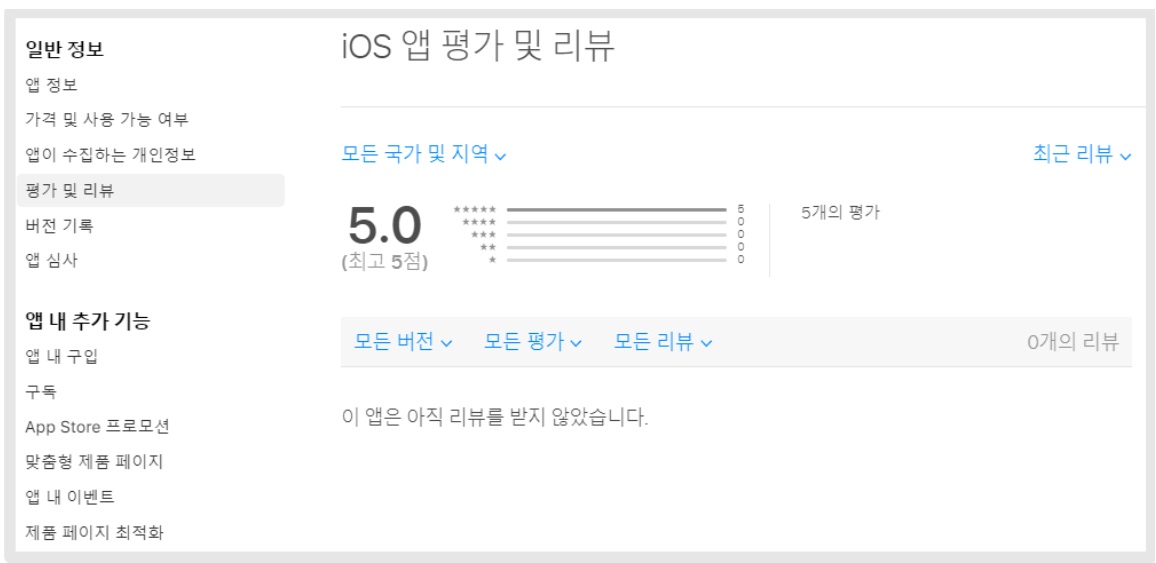 일반 정보
앱 정보
가격 및 사용 가능 여부
앱이 수집하는 개인정보
평가 및 리뷰
버전 기록
앱 심사
앱 내 추가 기능
앱 내 구입
구독
App Store 프로모션
맞춤형 제품 페이지
앱 내 이벤트
제품 페이지 최적화
iOS 앱 평가 및 리뷰
모든 국가 및 지역
최근 리뷰
5.0
(최고 5점)
★★★★★ 5
★★★★ 0
★★★ 0
★★ 0
★ 0
5개의 평가
모든 버전 모든 평가 모든 리뷰 0개의 리뷰
이 앱은 아직 리뷰를 받지 않았습니다.